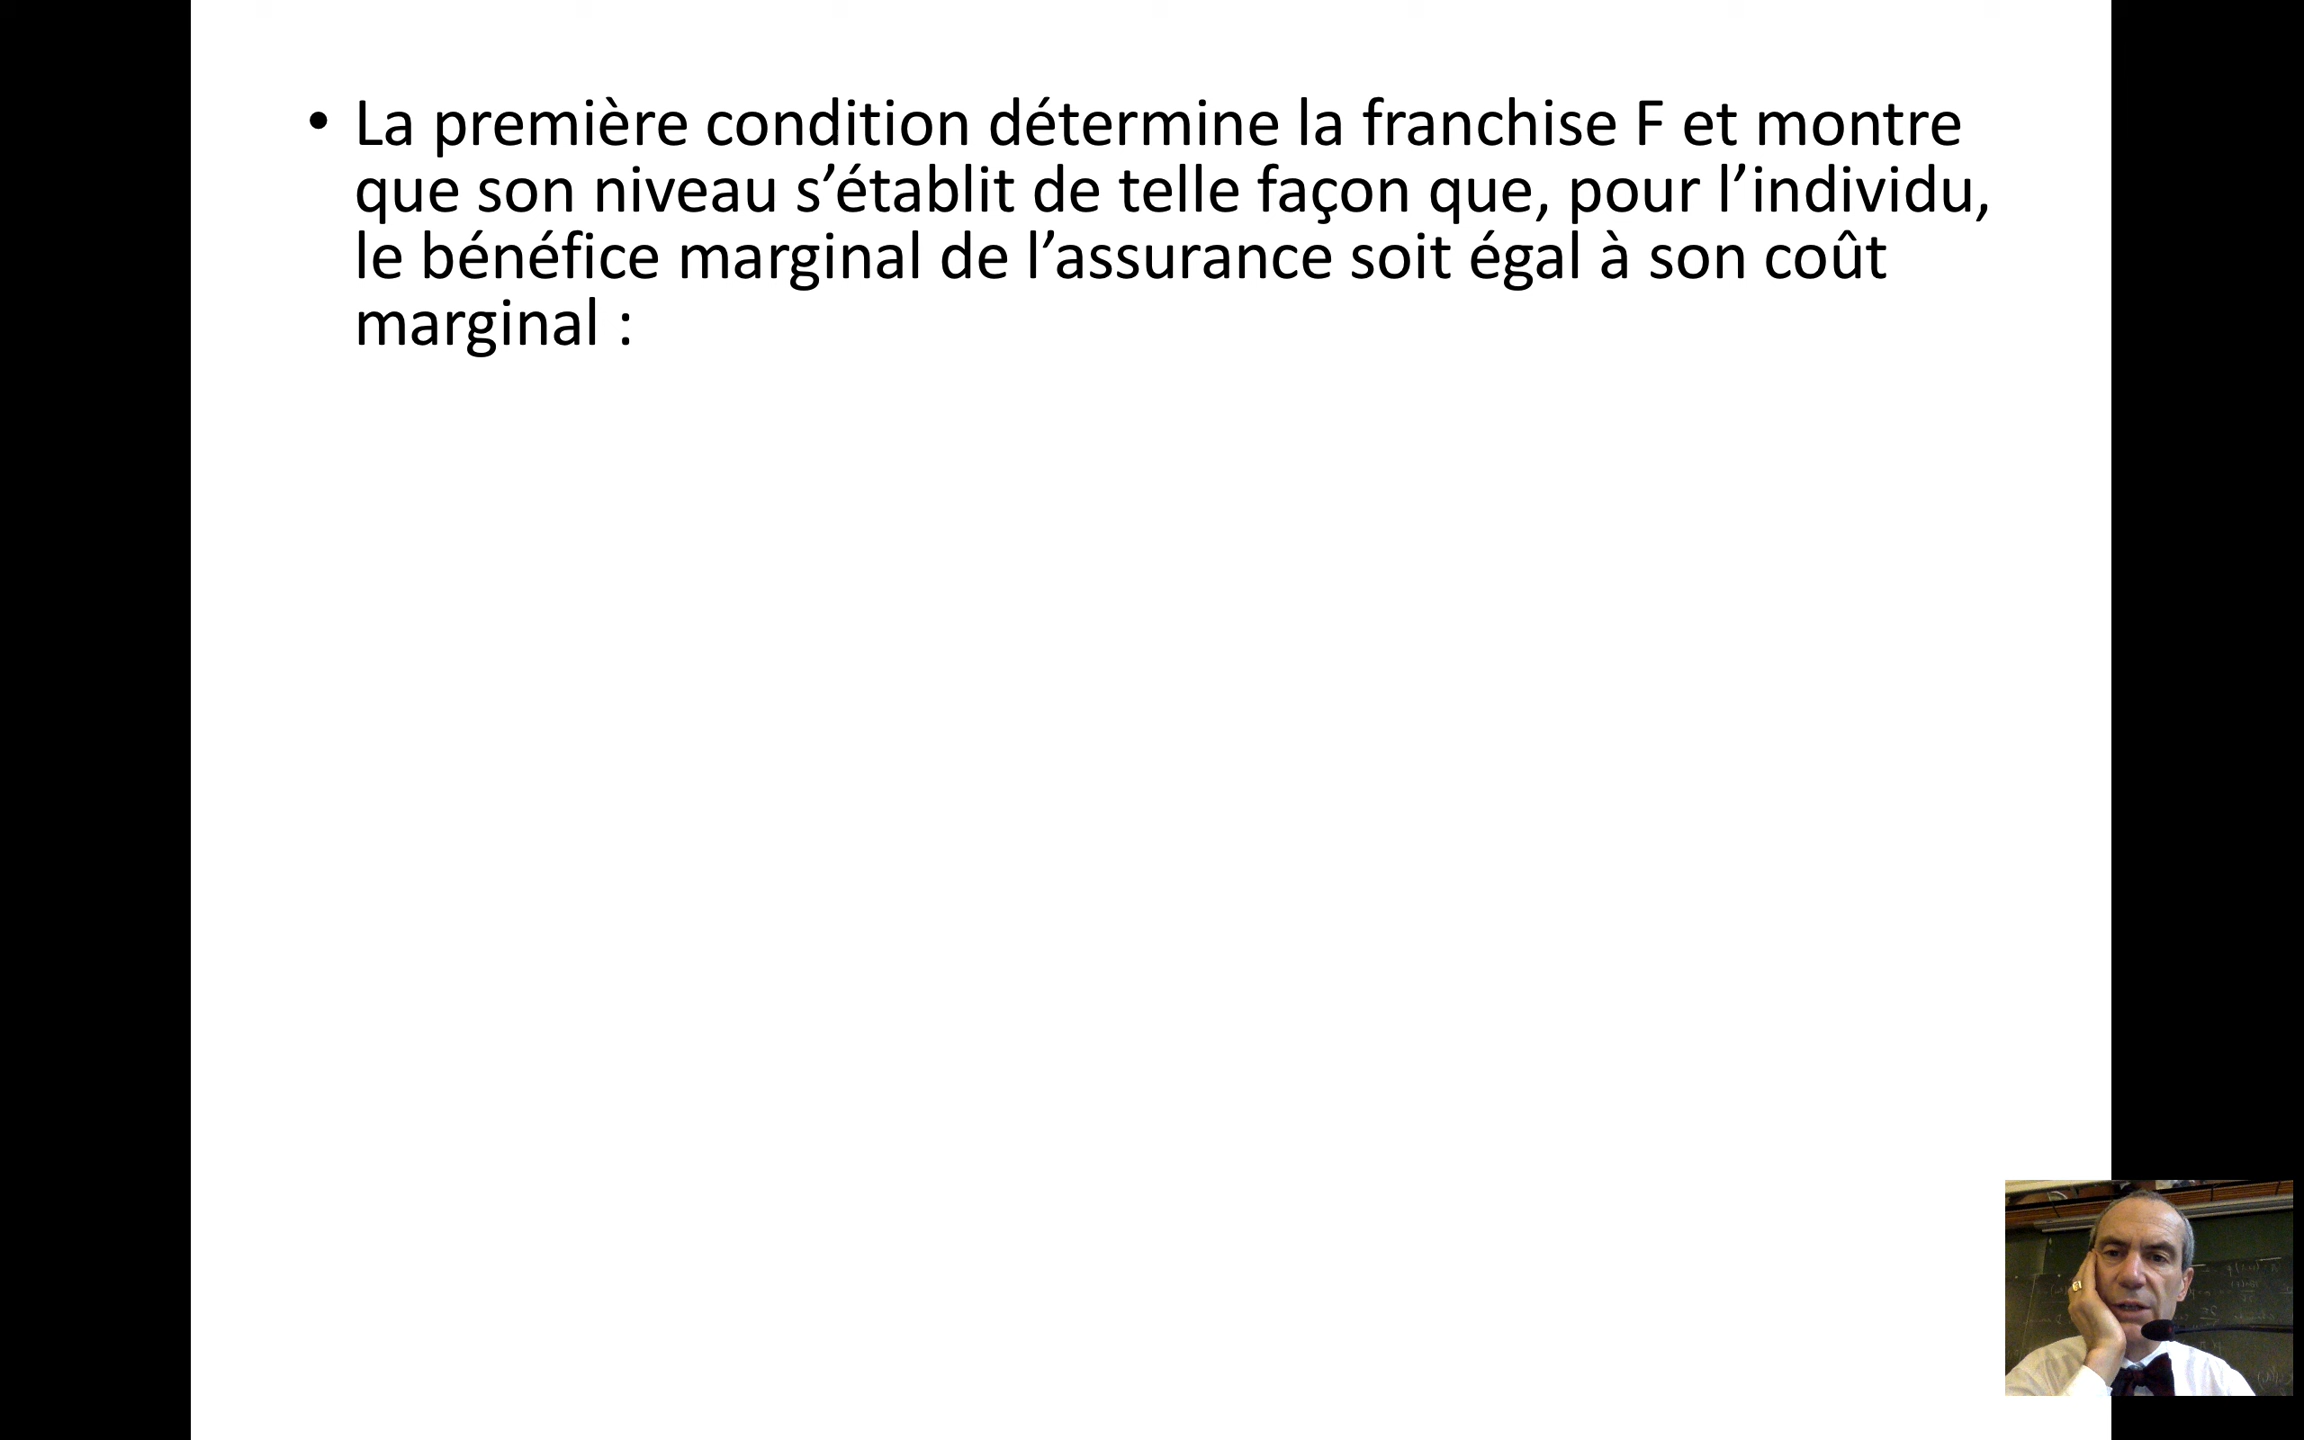 • La première condition détermine la franchise F et montre
que son niveau s’établit de telle façon que, pour l’individu,
le bénéfice marginal de l’assurance soit égal à son coût
marginal :